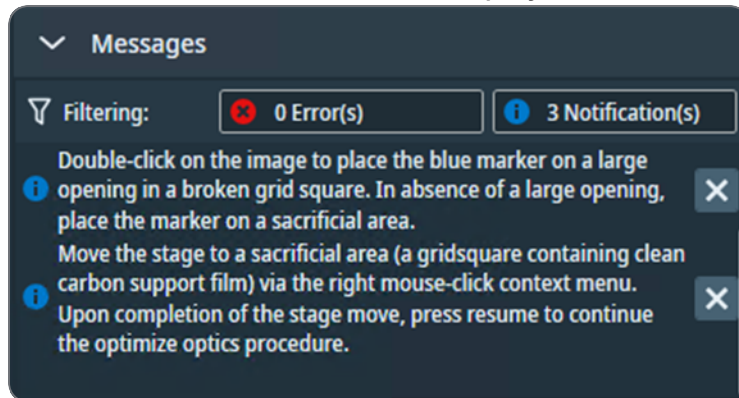 Messages
Filtering: 0 Error(s) 3 Notification(s)
Double-click on the image to place the blue marker on a large
opening in a broken grid square. In absence of a large opening,
place the marker on a sacrificial area.
Move the stage to a sacrificial area (a gridsquare containing clean
carbon support film) via the right mouse-click context menu.
Upon completion of the stage move, press resume to continue
the optimize optics procedure.